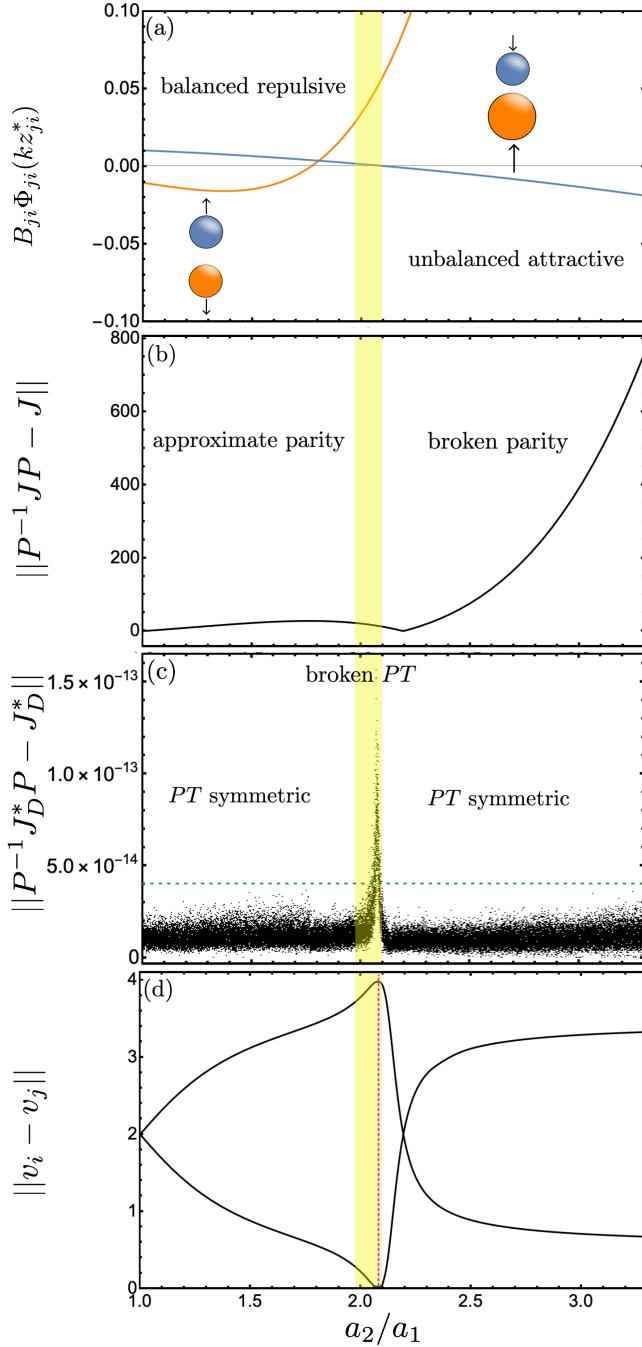 (a)
0.10
0.05
0.00
−0.05
−0.10
B_{ji}Φ_{ji}(kz^*_{ji})
balanced repulsive
unbalanced attractive
(b)
800
600
400
200
0
||P^{−1}JP − J||
approximate parity
broken parity
(c)
1.5×10^{−13}
1.0×10^{−13}
5.0×10^{−14}
0
||P^{−1}J_D^*P − J_D^*||
broken PT
PT symmetric
PT symmetric
(d)
4
3
2
1
0
||v_i − v_j||
1.0
1.5
2.0
2.5
3.0
a_2/a_1